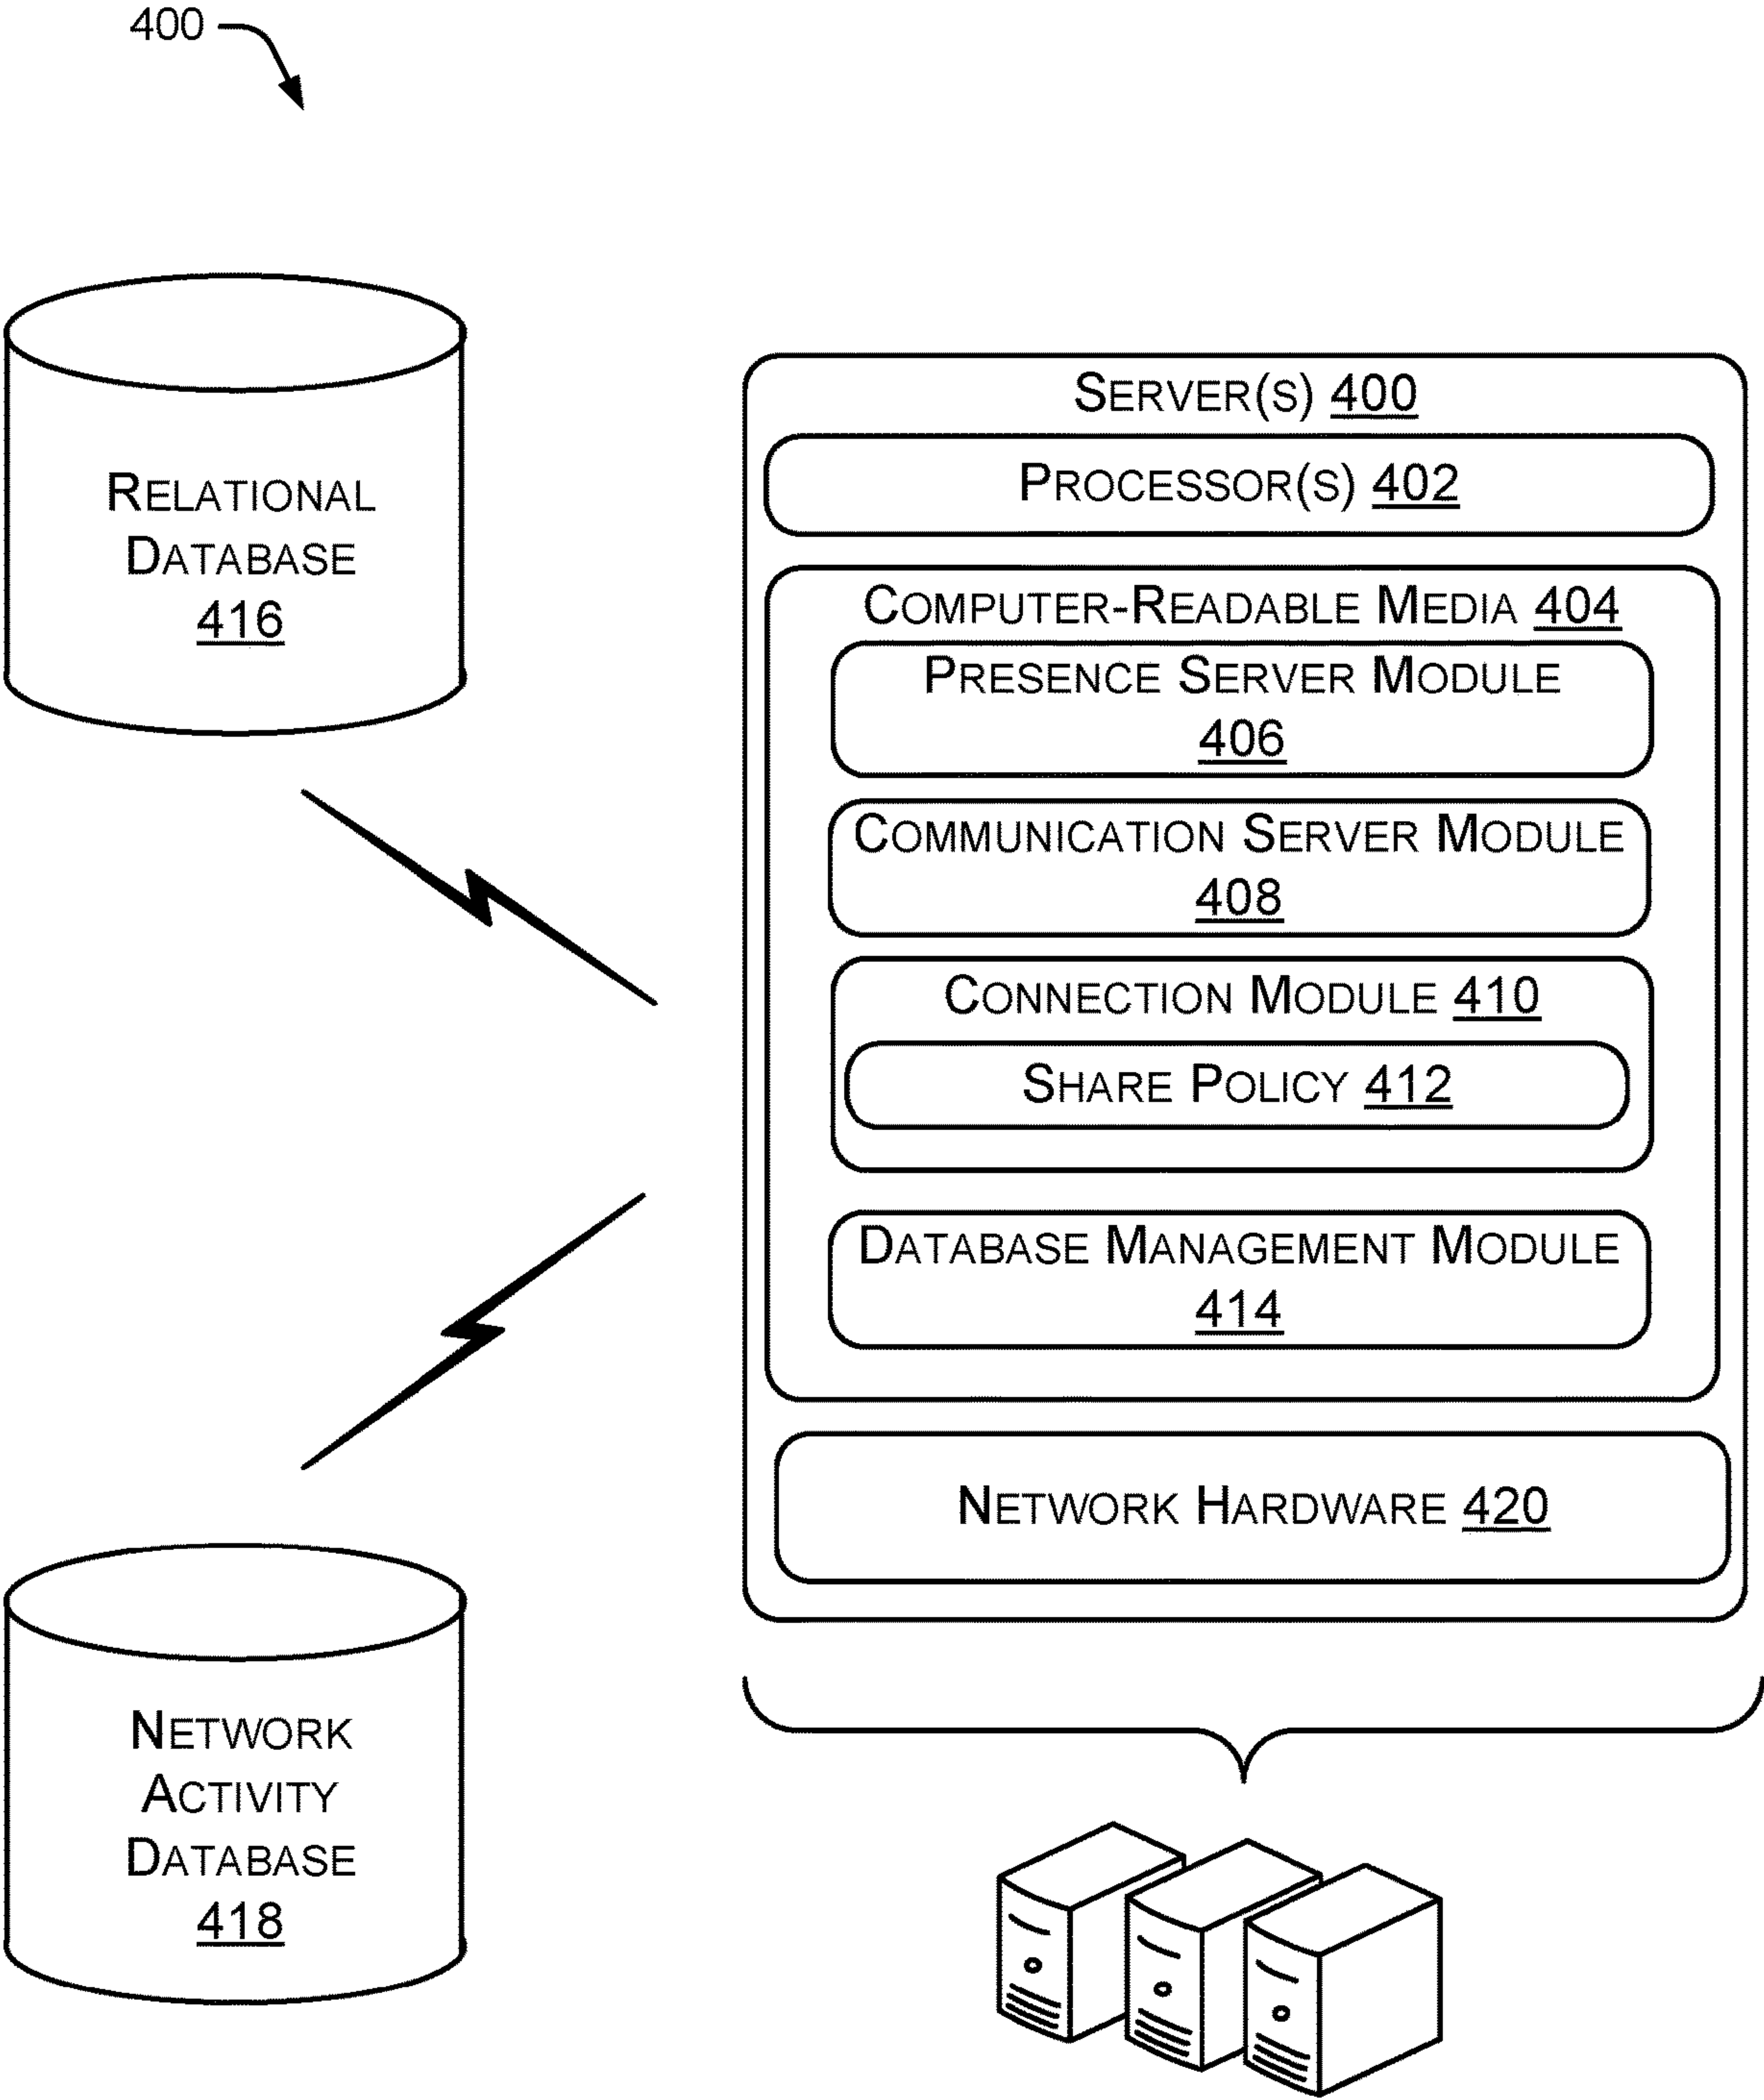 400
RELATIONAL
DATABASE
416
SERVER(S) 400
PROCESSOR(S) 402
COMPUTER-READABLE MEDIA 404
PRESENCE SERVER MODULE
406
COMMUNICATION SERVER MODULE
408
CONNECTION MODULE 410
SHARE POLICY 412
DATABASE MANAGEMENT MODULE
414
NETWORK HARDWARE 420
NETWORK
ACTIVITY
DATABASE
418